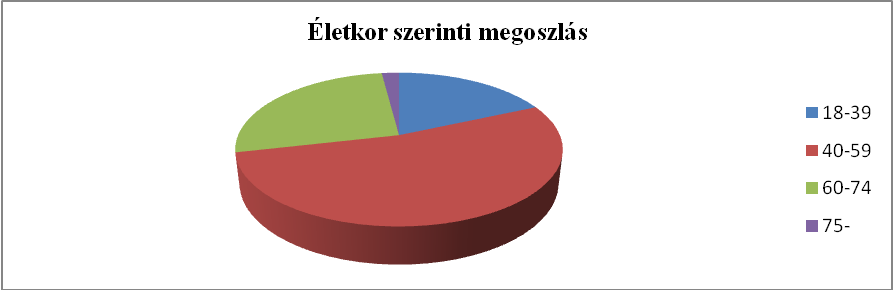 Életkor szerinti megoszlás
18-39
40-59
60-74
75-